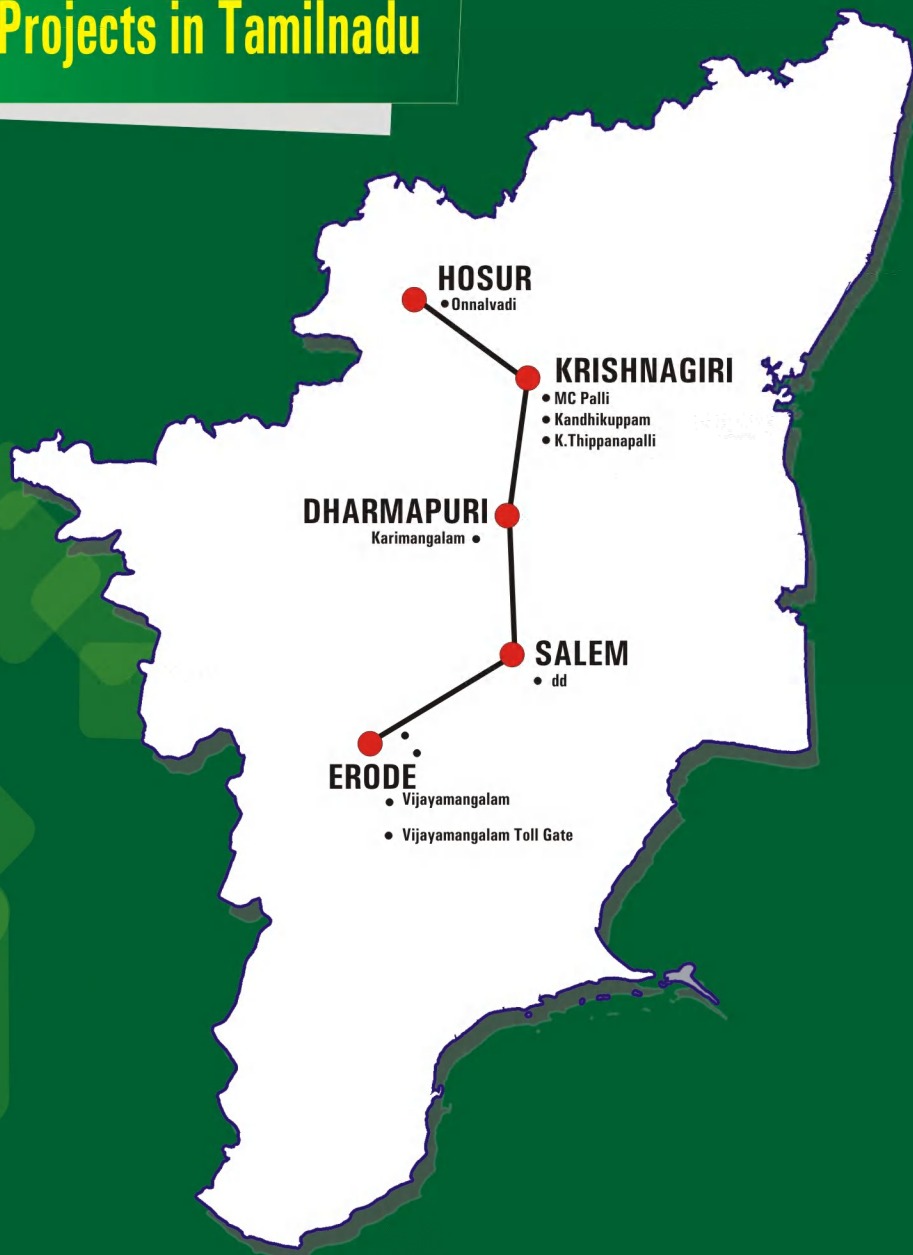 Projects in Tamilnadu
HOSUR
• Onnalvadi
KRISHNAGIRI
• MC Palli
• Kandhikuppam
• K.Thippanapalli
DHARMAPURI
Karimangalam •
SALEM
• dd
ERODE
• Vijayamangalam
• Vijayamangalam Toll Gate